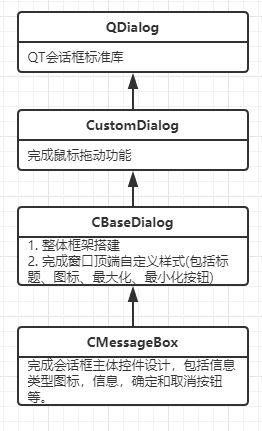 QDialog
QT会话框标准库
CustomDialog
完成鼠标拖动功能
CBaseDialog
1. 整体框架搭建
2. 完成窗口顶端自定义样式(包括标
题、图标、最大化、最小化按钮)
CMessageBox
完成会话框主体控件设计，包括信息
类型图标，信息，确定和取消按钮
等。